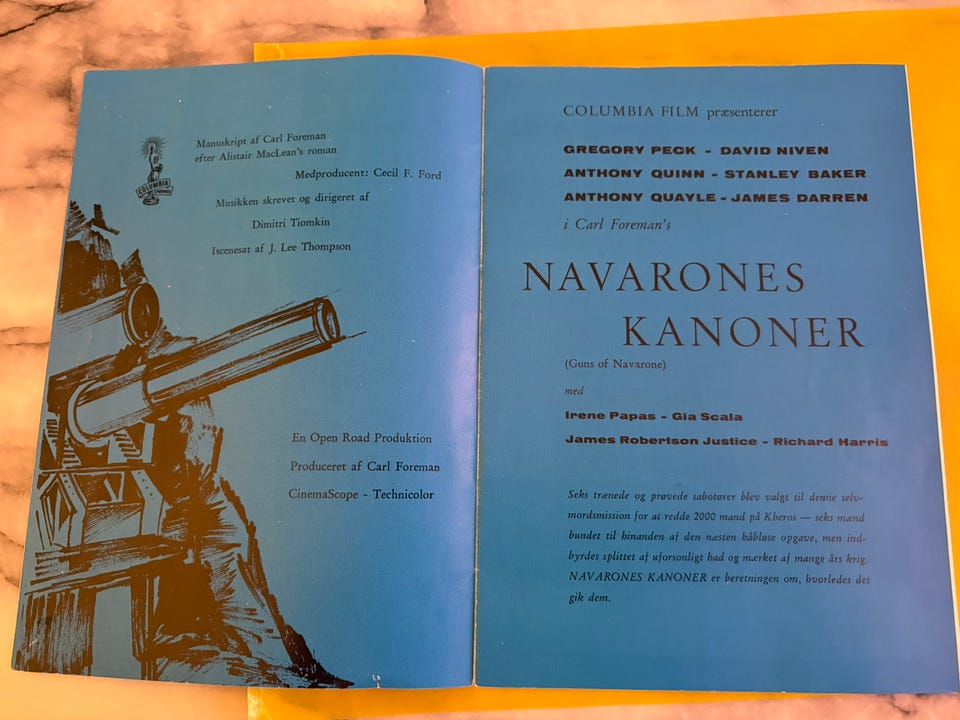 COLUMBIA
Manuskript af Carl Foreman
efter Alistair MacLean's roman
Medproducent: Cecil F. Ford
Musikken skrevet og dirigeret af
Dimitri Tiomkin
Iscenesat af J. Lee Thompson
En Open Road Produktion
Produceret af Carl Foreman
CinemaScope - Technicolor
COLUMBIA FILM præsenterer
GREGORY PECK - DAVID NIVEN
ANTHONY QUINN - STANLEY BAKER
ANTHONY QUAYLE - JAMES DARREN
i Carl Foreman's
NAVARONES
KANONER
(Guns of Navarone)
med
Irene Papas - Gia Scala
James Robertson Justice - Richard Harris
Seks trænede og prøvede sabotører blev valgt til denne selv-
mordsmission for at redde 2000 mand på Kheros — seks mænd
bundet til hinanden af den næsten håbløse opgave, men ind-
byrdes splittet af uforsonligt had og mærket af mange års krig.
NAVARONES KANONER er beretningen om, hvorledes det
gik dem.